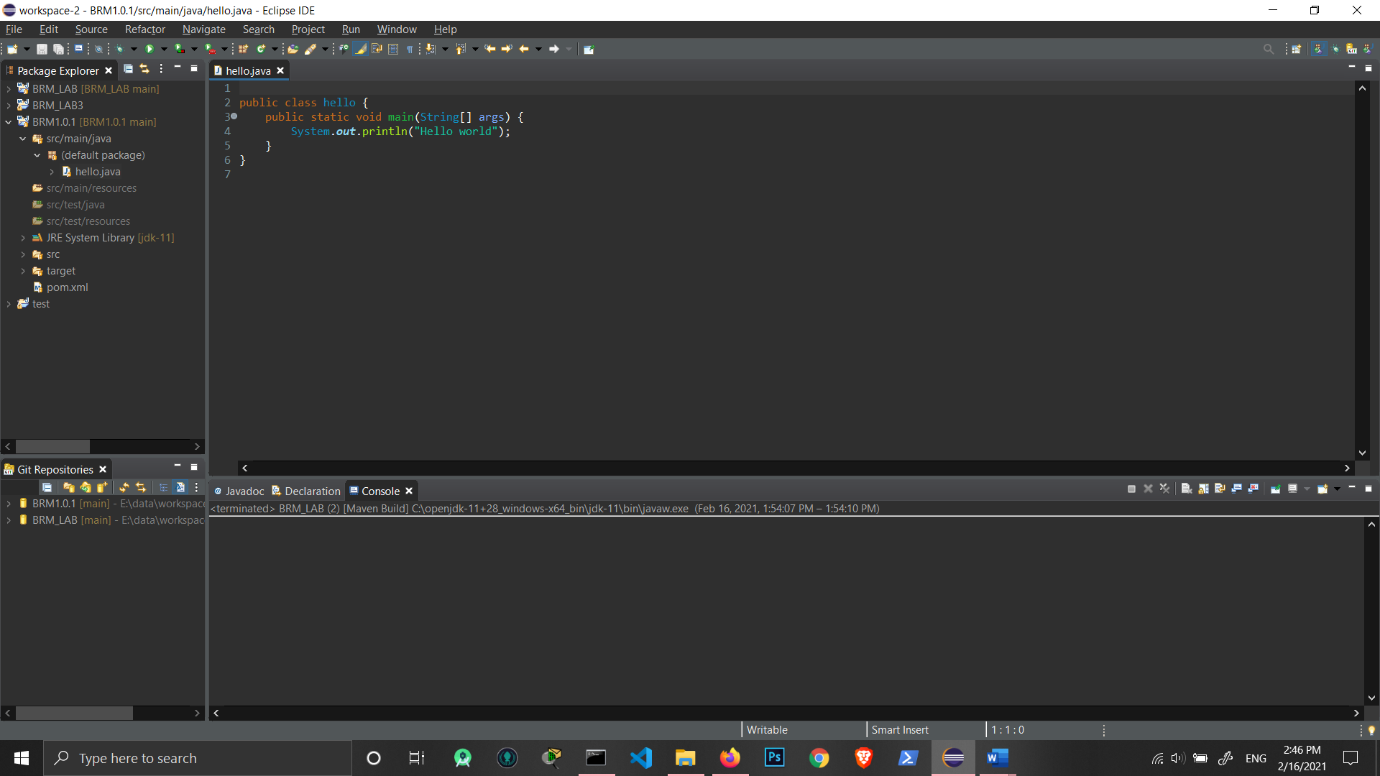 workspace-2 - BRM1.0.1/src/main/java/hello.java - Eclipse IDE
File Edit Source Refactor Navigate Search Project Run Window Help
Package Explorer
BRM_LAB [BRM_LAB main]
BRM_LAB3
BRM1.0.1 [BRM1.0.1 main]
src/main/java
(default package)
hello.java
src/main/resources
src/test/java
src/test/resources
JRE System Library [jdk-11]
src
target
pom.xml
test
hello.java
1
2 public class hello {
3 public static void main(String[] args) {
4 System.out.println("Hello world");
5 }
6 }
7
Git Repositories
BRM1.0.1 [main] - E:\data\workspace
BRM_LAB [main] - E:\data\workspac
Javadoc Declaration Console
<terminated> BRM_LAB (2) [Maven Build] C:\openjdk-11+28_windows-x64_bin\jdk-11\bin\javaw.exe (Feb 16, 2021, 1:54:07 PM – 1:54:10 PM)
Writable Smart Insert 1 : 1 : 0
Type here to search
Ps
ENG
2:46 PM
2/16/2021